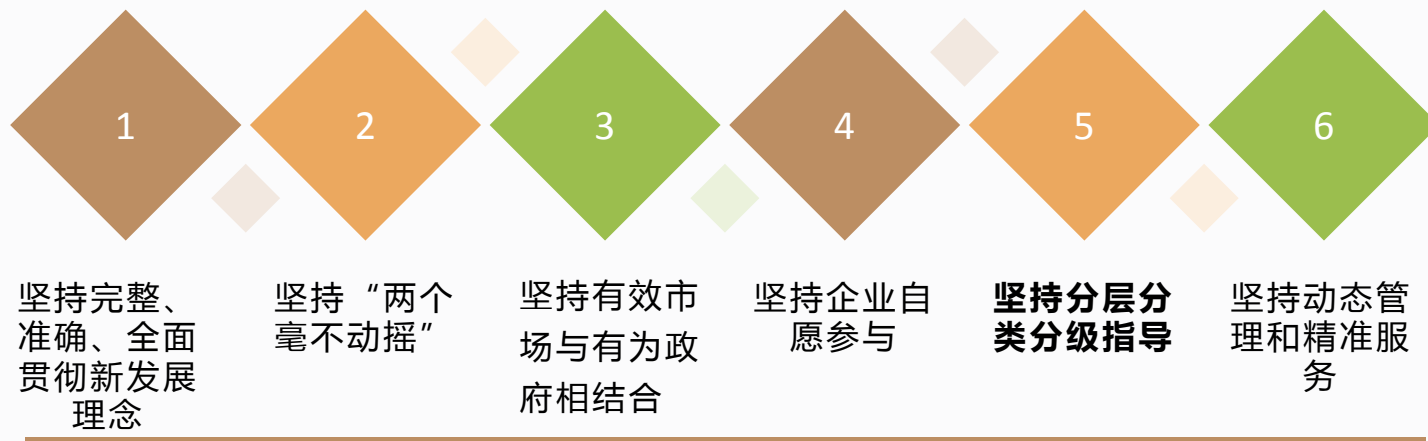 1
坚持完整、
准确、全面
贯彻新发展
理念
2
坚持“两个
毫不动摇”
3
坚持有效市
场与有为政
府相结合
4
坚持企业自
愿参与
5
坚持分层分
类分级指导
6
坚持动态管
理和精准服
务